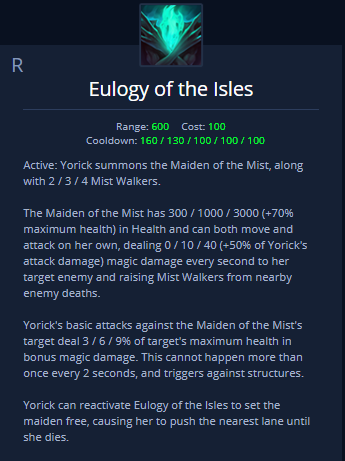 R
Eulogy of the Isles
Range: 600 Cost: 100
Cooldown: 160 / 130 / 100 / 100 / 100
Active: Yorick summons the Maiden of the Mist, along
with 2 / 3 / 4 Mist Walkers.
The Maiden of the Mist has 300 / 1000 / 3000 (+70%
maximum health) in Health and can both move and
attack on her own, dealing 0 / 10 / 40 (+50% of Yorick's
attack damage) magic damage every second to her
target enemy and raising Mist Walkers from nearby
enemy deaths.
Yorick's basic attacks against the Maiden of the Mist's
target deal 3 / 6 / 9% of target's maximum health in
bonus magic damage. This cannot happen more than
once every 2 seconds, and triggers against structures.
Yorick can reactivate Eulogy of the Isles to set the
maiden free, causing her to push the nearest lane until
she dies.